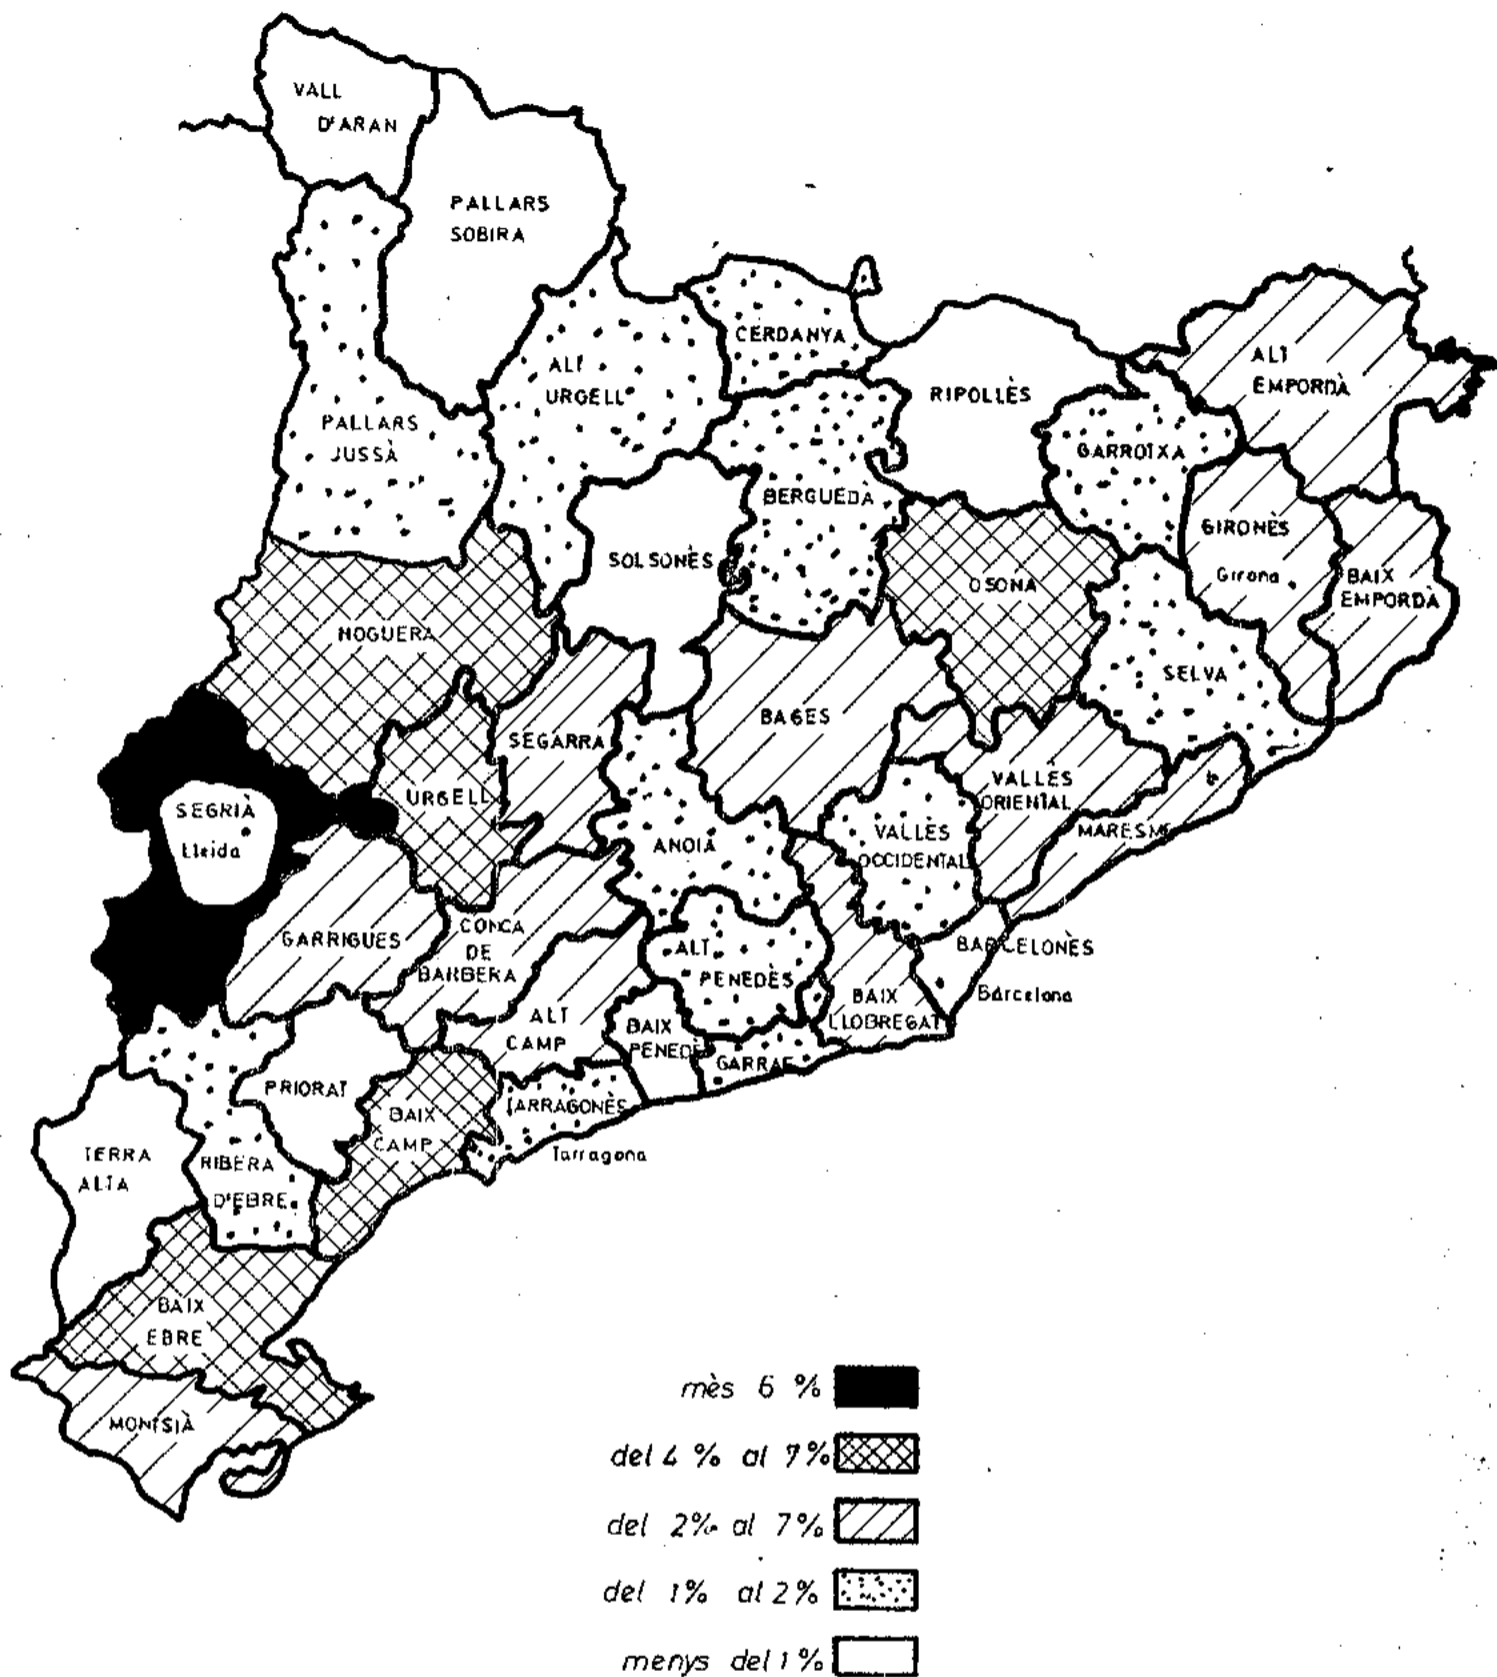 VALL
D'ARAN
PALLARS
SOBIRA
CERDANYA
ALT
URGELL
RIPOLLÈS
ALT
EMPORDÀ
PALLARS
JUSSÀ
GARROTXA
BERGUEDÀ
SOLSONÈS
OSONA
GIRONÈS
Girona
BAIX
EMPORDÀ
NOGUERA
SELVA
SEGARRA
BAGES
URGELL
VALLÈS
ORIENTAL
MARESME
SEGRIÀ
Lleida
ANOIA
VALLÈS
OCCIDENTAL
GARRIGUES
CONCA
DE
BARBERA
ALT
PENEDÈS
BARCELONÈS
Barcelona
BAIX
LLOBREGAT
ALT
CAMP
BAIX
PENEDÈ
GARRAF
PRIORAT
BAIX
CAMP
TARRAGONÈS
Tarragona
TERRA
ALTA
RIBERA
D'EBRE
BAIX
EBRE
MONTSIÀ
mès 6 %
del 4 % al 7%
del 2% al 7%
del 1% al 2%
menys del 1%